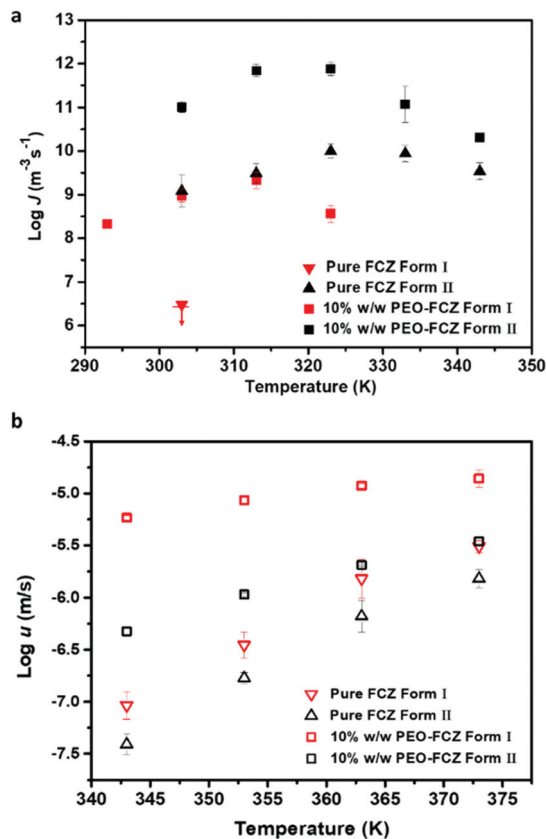 a
13
12
11
10
9
8
7
6
Log J (m⁻³ s⁻¹)
Pure FCZ Form I
Pure FCZ Form II
10% w/w PEO-FCZ Form I
10% w/w PEO-FCZ Form II
290 300 310 320 330 340 350
Temperature (K)
b
-4.5
-5.0
-5.5
-6.0
-6.5
-7.0
-7.5
Log u (m/s)
Pure FCZ Form I
Pure FCZ Form II
10% w/w PEO-FCZ Form I
10% w/w PEO-FCZ Form II
340 345 350 355 360 365 370 375
Temperature (K)